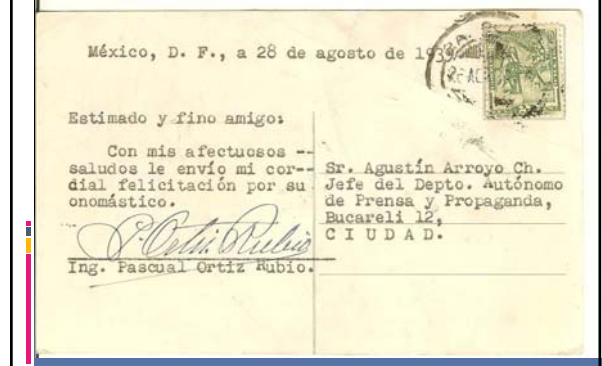 México, D. F., a 28 de agosto de 1939
Estimado y fino amigo:
Con mis afectuosos --
saludos le envío mi cor--
dial felicitación por su
onomástico.
P. Ortiz Rubio
Ing. Pascual Ortiz Rubio.
Sr. Agustín Arroyo Ch.
Jefe del Depto. Autónomo
de Prensa y Propaganda,
Bucareli 12,
C I U D A D.